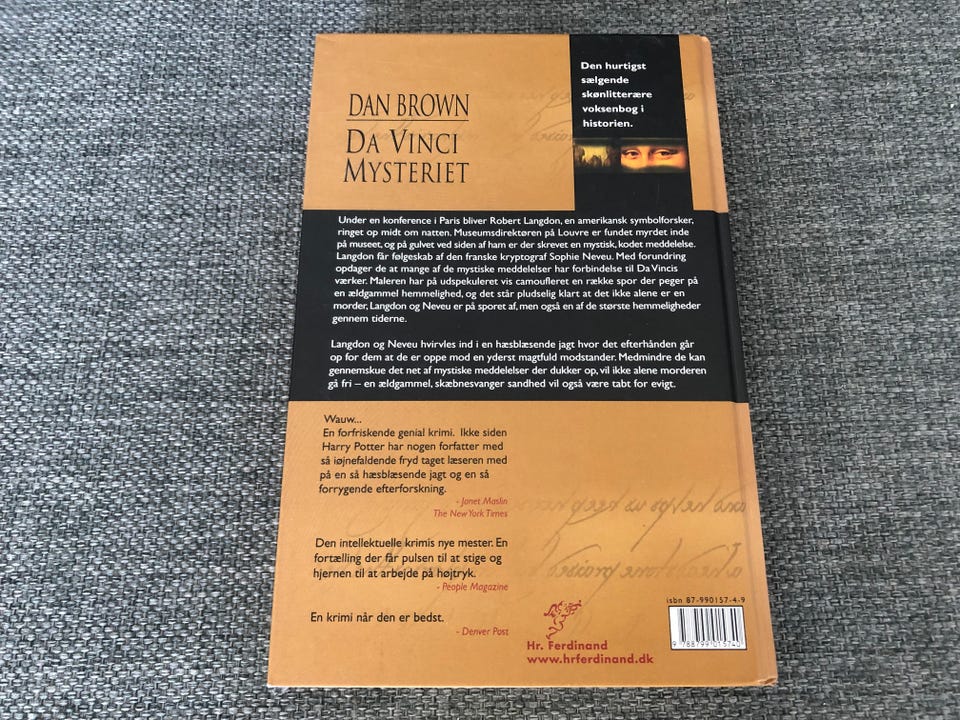 DAN BROWN
DA VINCI
MYSTERIET
Den hurtigst
sælgende
skønlitterære
voksenbog i
historien.
Under en konference i Paris bliver Robert Langdon, en amerikansk symbolforsker,
ringet op midt om natten. Museumsdirektøren på Louvre er fundet myrdet inde
på museet, og på gulvet ved siden af ham er der skrevet en mystisk, kodet meddelelse.
Langdon får følgeskab af den franske kryptograf Sophie Neveu. Med forundring
opdager de at mange af de mystiske meddelelser har forbindelse til Da Vincis
værker. Maleren har på udspekuleret vis camoufleret en række spor der peger på
en ældgammel hemmelighed, og det står pludselig klart at det ikke alene er en
morder, Langdon og Neveu er på sporet af, men også en af de største hemmeligheder
gennem tiderne.
Langdon og Neveu hvirvles ind i en hæsblæsende jagt hvor det efterhånden går
op for dem at de er oppe mod en yderst magtfuld modstander. Medmindre de kan
gennemskue det net af mystiske meddelelser der dukker op, vil ikke alene morderen
gå fri – en ældgammel, skæbnesvanger sandhed vil også være tabt for evigt.
Wauw...
En forfriskende genial krimi. Ikke siden
Harry Potter har nogen forfatter med
så iøjnefaldende fryd taget læseren med
på en så hæsblæsende jagt og en så
forrygende efterforskning.
- Janet Maslin
The New York Times
Den intellektuelle krimis nye mester. En
fortælling der får pulsen til at stige og
hjernen til at arbejde på højtryk.
- People Magazine
En krimi når den er bedst.
- Denver Post
Hr. Ferdinand
www.hrferdinand.dk
isbn 87-990157-4-9
9 788799 015740